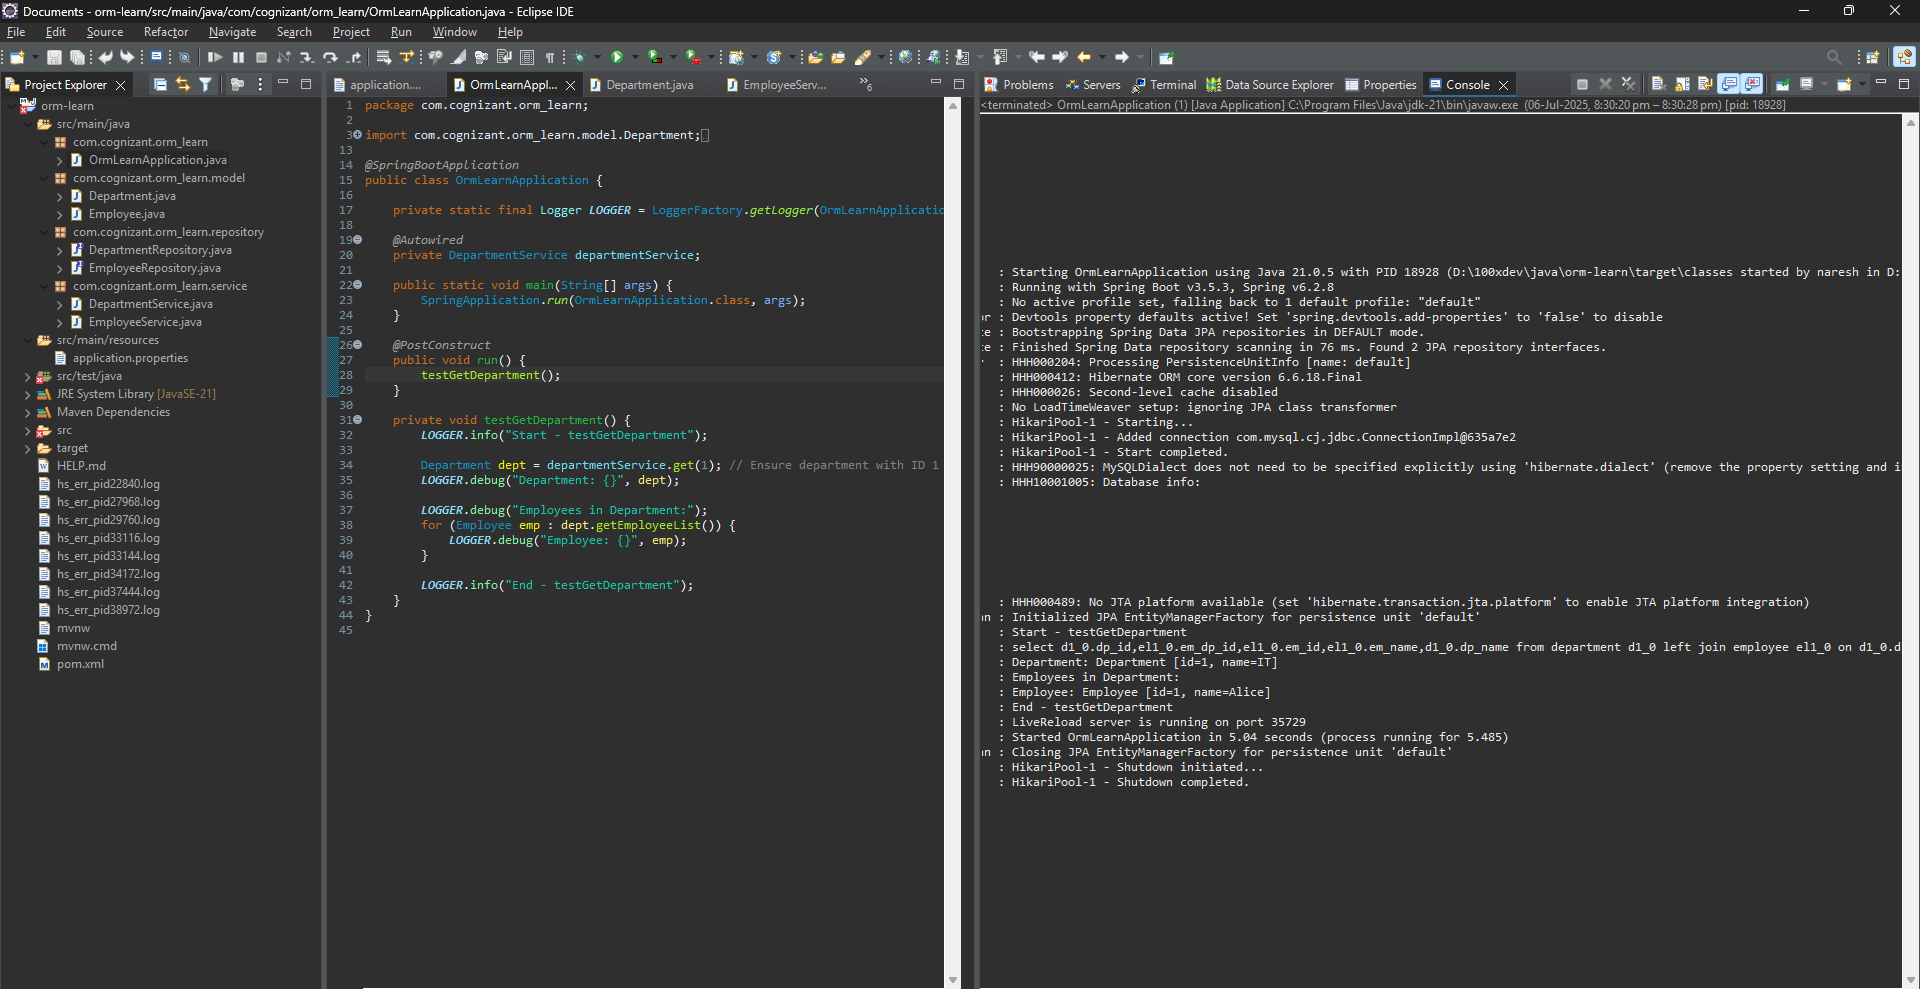 Documents - orm-learn/src/main/java/com/cognizant/orm_learn/OrmLearnApplication.java - Eclipse IDE
File Edit Source Refactor Navigate Search Project Run Window Help
Project Explorer
orm-learn
src/main/java
com.cognizant.orm_learn
OrmLearnApplication.java
com.cognizant.orm_learn.model
Department.java
Employee.java
com.cognizant.orm_learn.repository
DepartmentRepository.java
EmployeeRepository.java
com.cognizant.orm_learn.service
DepartmentService.java
EmployeeService.java
src/main/resources
application.properties
src/test/java
JRE System Library [JavaSE-21]
Maven Dependencies
src
target
HELP.md
hs_err_pid22840.log
hs_err_pid27968.log
hs_err_pid29760.log
hs_err_pid33116.log
hs_err_pid33144.log
hs_err_pid34172.log
hs_err_pid37444.log
hs_err_pid38972.log
mvnw
mvnw.cmd
pom.xml
application.... OrmLearnAppl... Department.java EmployeeServ... »6
1 package com.cognizant.orm_learn;
2
3 import com.cognizant.orm_learn.model.Department;
13
14 @SpringBootApplication
15 public class OrmLearnApplication {
16
17 private static final Logger LOGGER = LoggerFactory.getLogger(OrmLearnApplicatio
18
19 @Autowired
20 private DepartmentService departmentService;
21
22 public static void main(String[] args) {
23 SpringApplication.run(OrmLearnApplication.class, args);
24 }
25
26 @PostConstruct
27 public void run() {
28 testGetDepartment();
29 }
30
31 private void testGetDepartment() {
32 LOGGER.info("Start - testGetDepartment");
33
34 Department dept = departmentService.get(1); // Ensure department with ID 1
35 LOGGER.debug("Department: {}", dept);
36
37 LOGGER.debug("Employees in Department:");
38 for (Employee emp : dept.getEmployeeList()) {
39 LOGGER.debug("Employee: {}", emp);
40 }
41
42 LOGGER.info("End - testGetDepartment");
43 }
44 }
45
Problems Servers Terminal Data Source Explorer Properties Console
<terminated> OrmLearnApplication (1) [Java Application] C:\Program Files\Java\jdk-21\bin\javaw.exe (06-Jul-2025, 8:30:20 pm – 8:30:28 pm) [pid: 18928]
: Starting OrmLearnApplication using Java 21.0.5 with PID 18928 (D:\100xdev\java\orm-learn\target\classes started by naresh in D:
: Running with Spring Boot v3.5.3, Spring v6.2.8
: No active profile set, falling back to 1 default profile: "default"
or : Devtools property defaults active! Set 'spring.devtools.add-properties' to 'false' to disable
te : Bootstrapping Spring Data JPA repositories in DEFAULT mode.
te : Finished Spring Data repository scanning in 76 ms. Found 2 JPA repository interfaces.
: HHH000204: Processing PersistenceUnitInfo [name: default]
: HHH000412: Hibernate ORM core version 6.6.18.Final
: HHH000026: Second-level cache disabled
: No LoadTimeWeaver setup: ignoring JPA class transformer
: HikariPool-1 - Starting...
: HikariPool-1 - Added connection com.mysql.cj.jdbc.ConnectionImpl@635a7e2
: HikariPool-1 - Start completed.
: HHH90000025: MySQLDialect does not need to be specified explicitly using 'hibernate.dialect' (remove the property setting and i
: HHH10001005: Database info:
: HHH000489: No JTA platform available (set 'hibernate.transaction.jta.platform' to enable JTA platform integration)
an : Initialized JPA EntityManagerFactory for persistence unit 'default'
: Start - testGetDepartment
: select d1_0.dp_id,el1_0.em_dp_id,el1_0.em_id,el1_0.em_name,d1_0.dp_name from department d1_0 left join employee el1_0 on d1_0.d
: Department: Department [id=1, name=IT]
: Employees in Department:
: Employee: Employee [id=1, name=Alice]
: End - testGetDepartment
: LiveReload server is running on port 35729
: Started OrmLearnApplication in 5.04 seconds (process running for 5.485)
an : Closing JPA EntityManagerFactory for persistence unit 'default'
: HikariPool-1 - Shutdown initiated...
: HikariPool-1 - Shutdown completed.